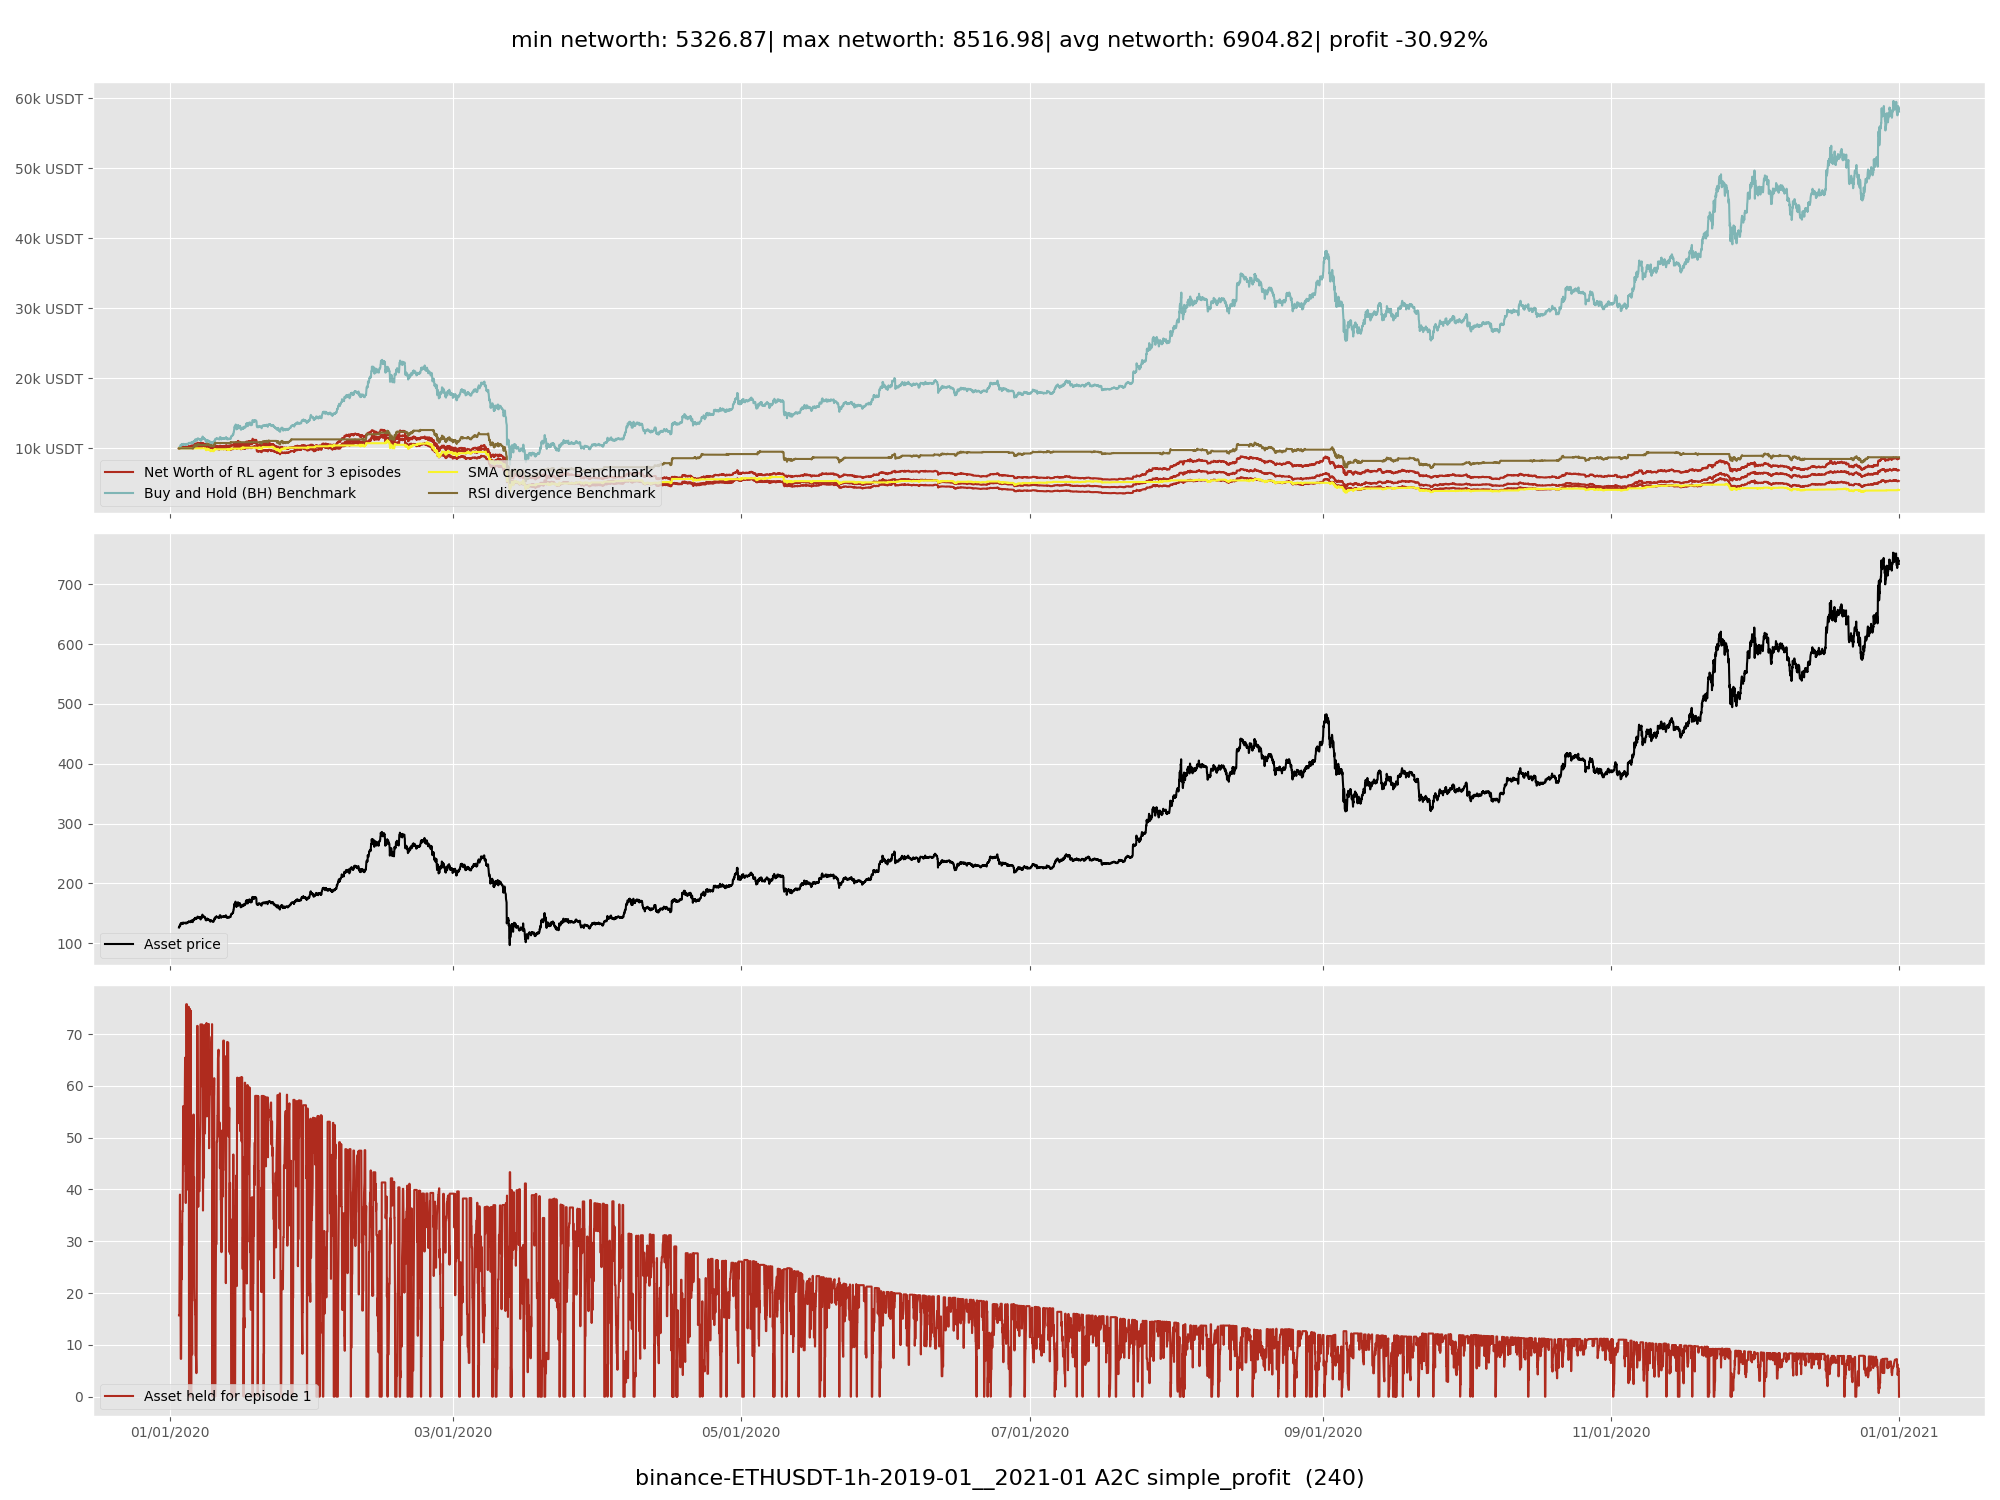 min networth: 5326.87| max networth: 8516.98| avg networth: 6904.82| profit -30.92%
60k USDT
50k USDT
40k USDT
30k USDT
20k USDT
10k USDT
Net Worth of RL agent for 3 episodes
Buy and Hold (BH) Benchmark
SMA crossover Benchmark
RSI divergence Benchmark
700
600
500
400
300
200
100
Asset price
70
60
50
40
30
20
10
0
Asset held for episode 1
01/01/2020 03/01/2020 05/01/2020 07/01/2020 09/01/2020 11/01/2020 01/01/2021
binance-ETHUSDT-1h-2019-01__2021-01 A2C simple_profit (240)